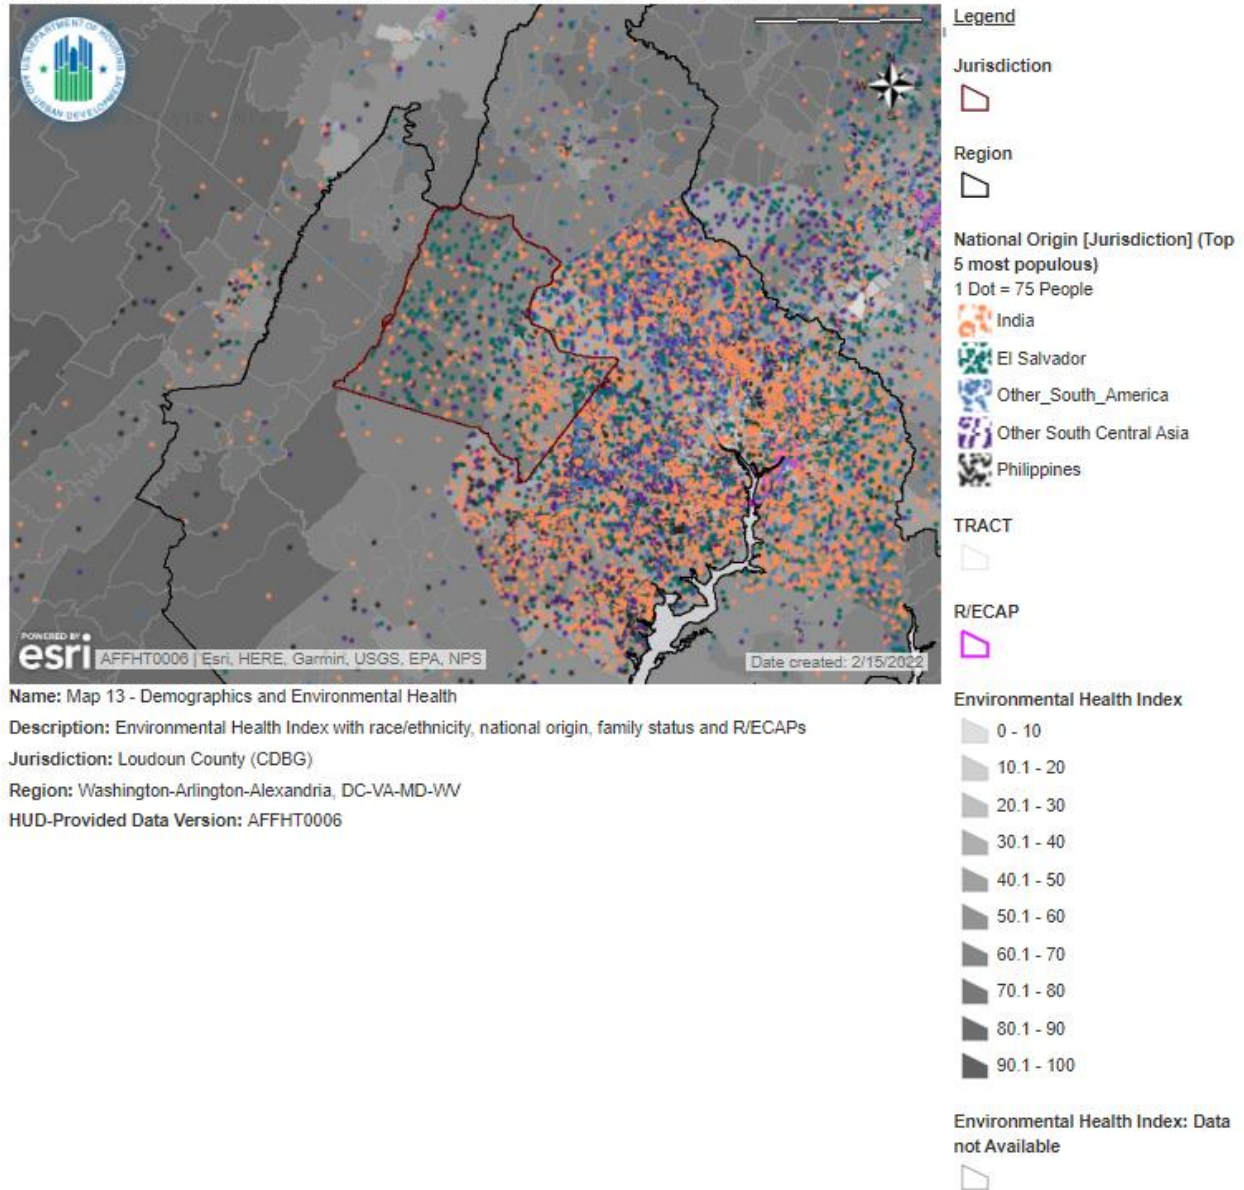 U.S. DEPARTMENT OF HOUSING
AND URBAN DEVELOPMENT
POWERED BY
esri
AFFHT0006 | Esri, HERE, Garmin, USGS, EPA, NPS
Date created: 2/15/2022
Name: Map 13 - Demographics and Environmental Health
Description: Environmental Health Index with race/ethnicity, national origin, family status and R/ECAPs
Jurisdiction: Loudoun County (CDBG)
Region: Washington-Arlington-Alexandria, DC-VA-MD-WV
HUD-Provided Data Version: AFFHT0006
Legend
Jurisdiction
Region
National Origin [Jurisdiction] (Top
5 most populous)
1 Dot = 75 People
India
El Salvador
Other_South_America
Other South Central Asia
Philippines
TRACT
R/ECAP
Environmental Health Index
0 - 10
10.1 - 20
20.1 - 30
30.1 - 40
40.1 - 50
50.1 - 60
60.1 - 70
70.1 - 80
80.1 - 90
90.1 - 100
Environmental Health Index: Data
not Available